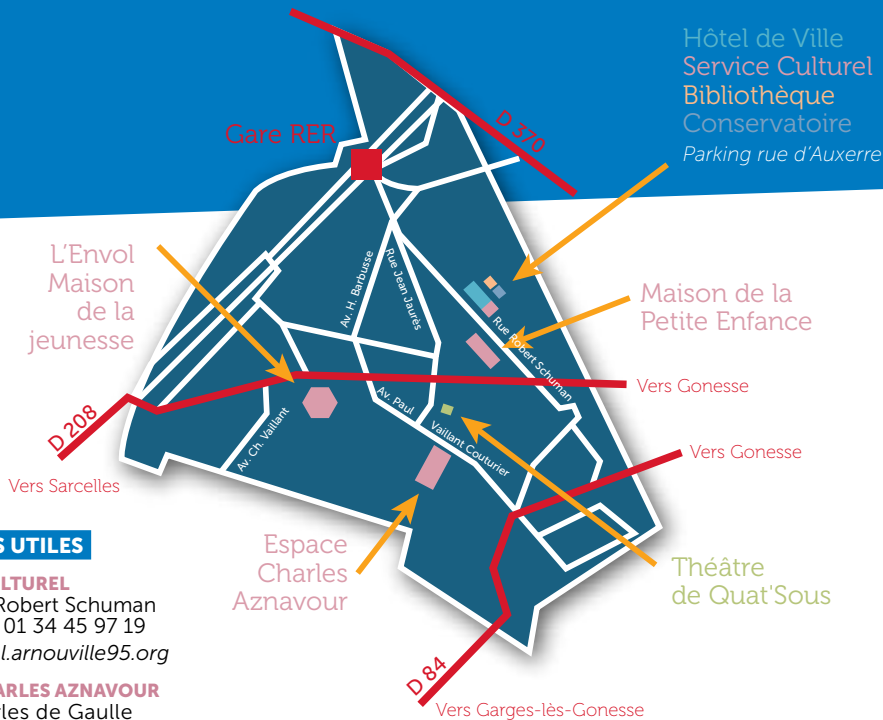 Hôtel de Ville
Service Culturel
Bibliothèque
Conservatoire
Parking rue d'Auxerre
D 370
Gare RER
L'Envol
Maison
de la
jeunesse
Av. H. Barbusse
Rue Jean Jaurès
Rue Robert Schuman
Maison de la
Petite Enfance
Vers Gonesse
Av. Paul
Vaillant Couturier
Av. Ch. Vaillant
D 208
Vers Sarcelles
Vers Gonesse
Espace
Charles
Aznavour
Théâtre
de Quat'Sous
D 84
Vers Garges-lès-Gonesse
S UTILES
LTUREL
Robert Schuman
01 34 45 97 19
l.arnouville95.org
ARLES AZNAVOUR
les de Gaulle